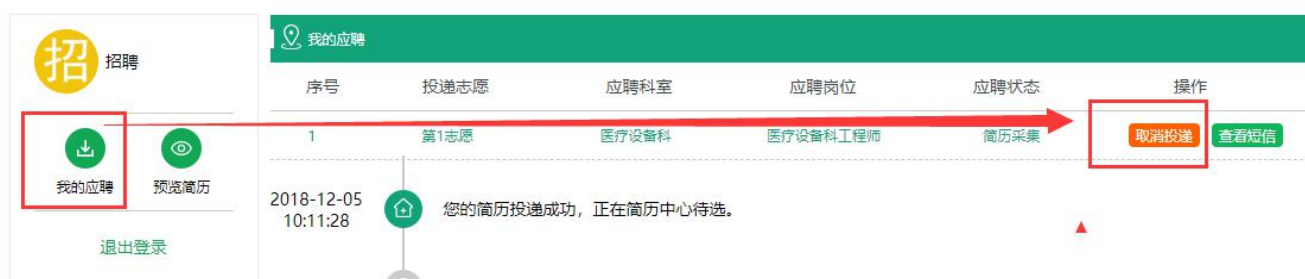 招 招聘
我的应聘 预览简历
退出登录
我的应聘
序号 投递志愿 应聘科室 应聘岗位 应聘状态 操作
1 第1志愿 医疗设备科 医疗设备科工程师 简历采集 取消投递 查看短信
2018-12-05
10:11:28
您的简历投递成功，正在简历中心待选。